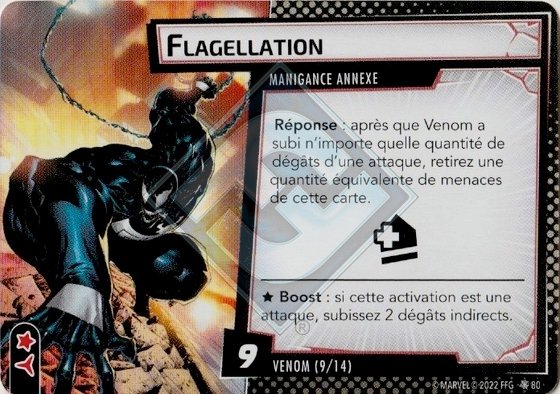 FLAGELLATION
MANIGANCE ANNEXE
Réponse : après que Venom a
subi n'importe quelle quantité de
dégâts d'une attaque, retirez une
quantité équivalente de menaces
de cette carte.
★ Boost : si cette activation est une
attaque, subissez 2 dégâts indirects.
®
9
VENOM (9/14)
© MARVEL © 2022 FFG 80